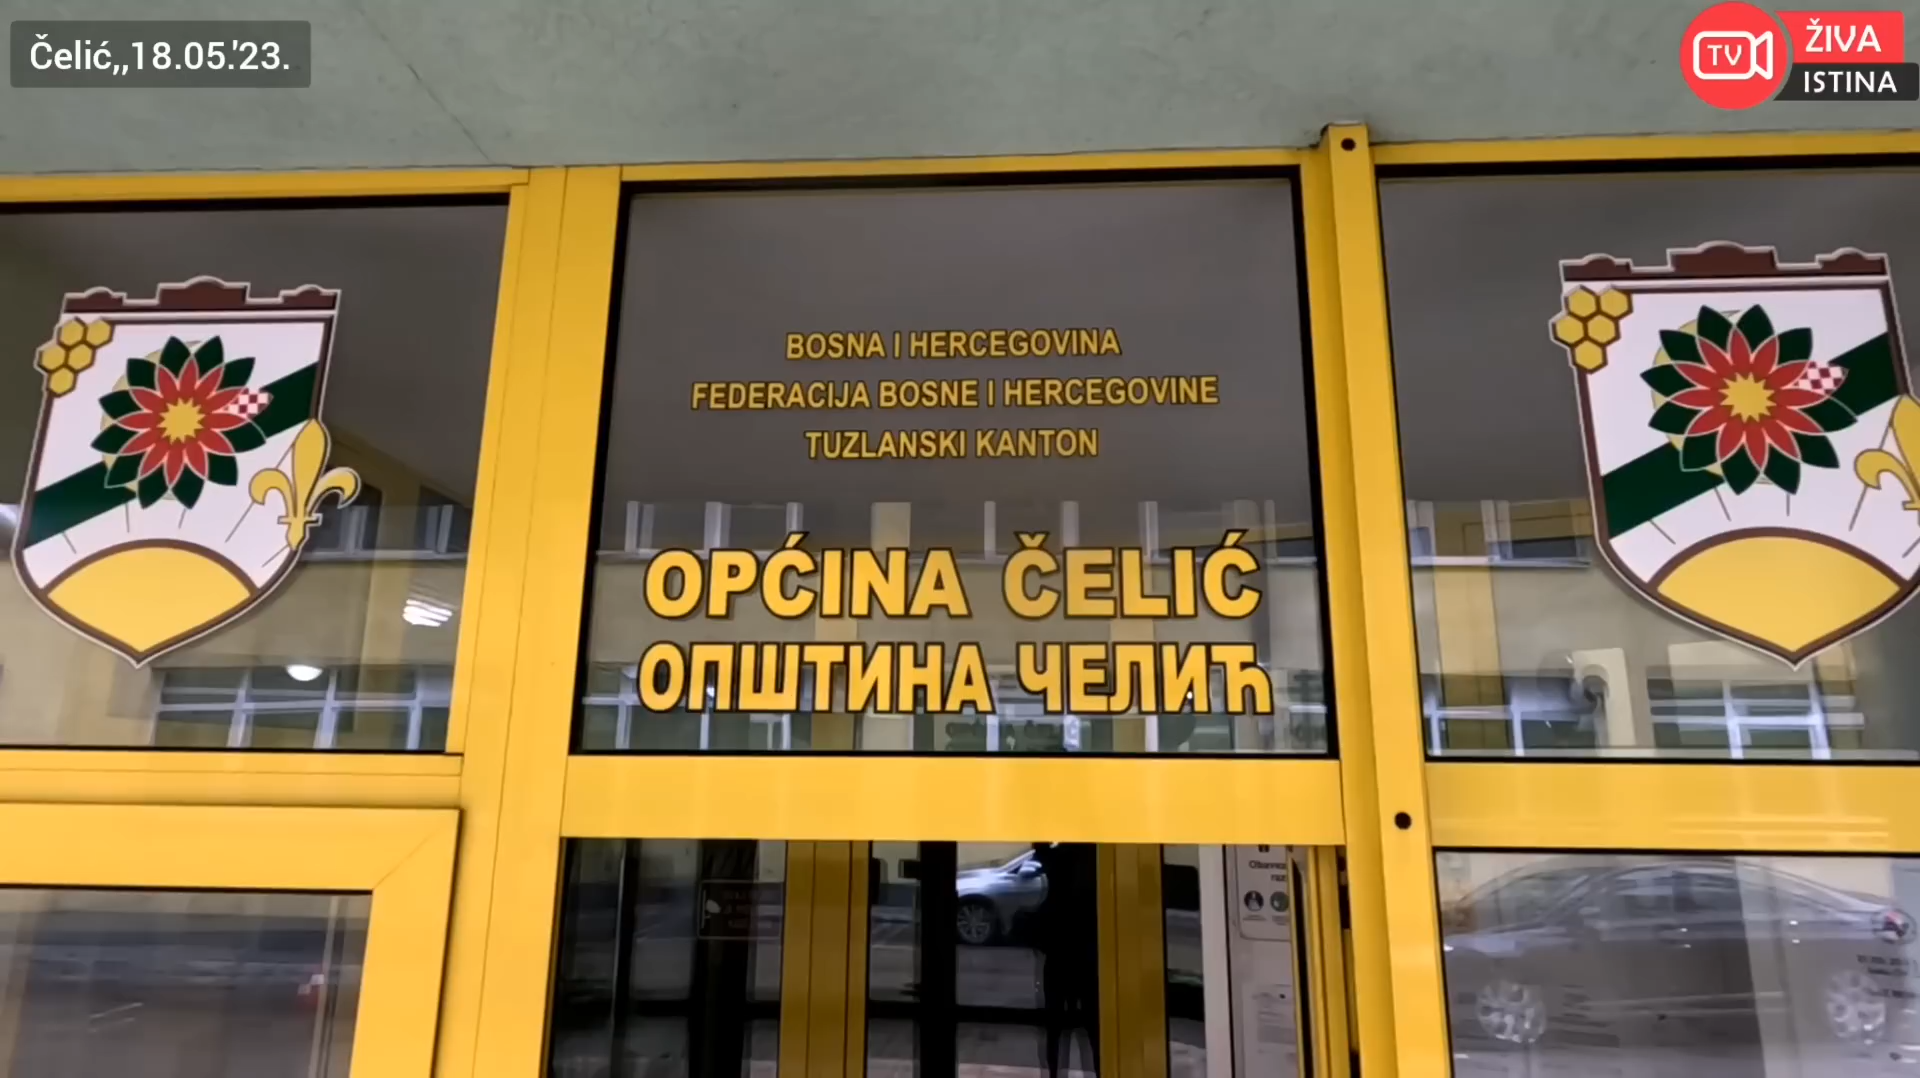 Čelić,,18.05.'23.
TV
ŽIVA
ISTINA
BOSNA I HERCEGOVINA
FEDERACIJA BOSNE I HERCEGOVINE
TUZLANSKI KANTON
OPĆINA ČELIĆ
ОПШТИНА ЧЕЛИЋ